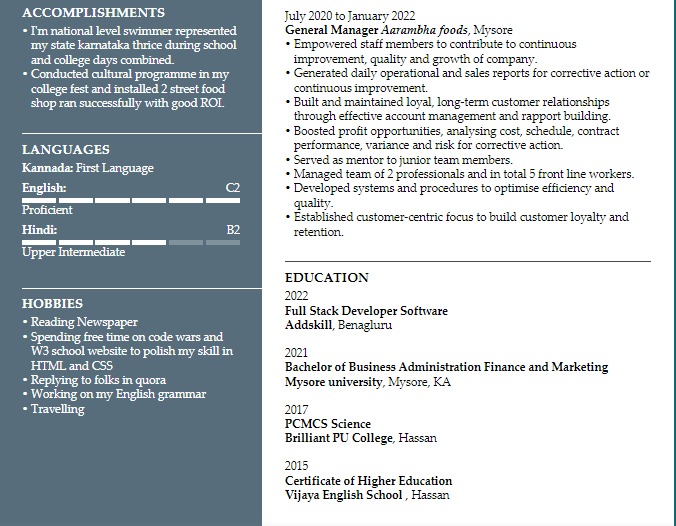 ACCOMPLISHMENTS
• I'm national level swimmer represented
my state karnataka thrice during school
and college days combined.
• Conducted cultural programme in my
college fest and installed 2 street food
shop ran successfully with good ROI.
LANGUAGES
Kannada: First Language
English: C2
Proficient
Hindi: B2
Upper Intermediate
HOBBIES
• Reading Newspaper
• Spending free time on code wars and
W3 school website to polish my skill in
HTML and CSS
• Replying to folks in quora
• Working on my English grammar
• Travelling
July 2020 to January 2022
General Manager Aarambha foods, Mysore
• Empowered staff members to contribute to continuous
improvement, quality and growth of company.
• Generated daily operational and sales reports for corrective action or
continuous improvement.
• Built and maintained loyal, long-term customer relationships
through effective account management and rapport building.
• Boosted profit opportunities, analysing cost, schedule, contract
performance, variance and risk for corrective action.
• Served as mentor to junior team members.
• Managed team of 2 professionals and in total 5 front line workers.
• Developed systems and procedures to optimise efficiency and
quality.
• Established customer-centric focus to build customer loyalty and
retention.
EDUCATION
2022
Full Stack Developer Software
Addskill, Benagluru
2021
Bachelor of Business Administration Finance and Marketing
Mysore university, Mysore, KA
2017
PCMCS Science
Brilliant PU College, Hassan
2015
Certificate of Higher Education
Vijaya English School , Hassan